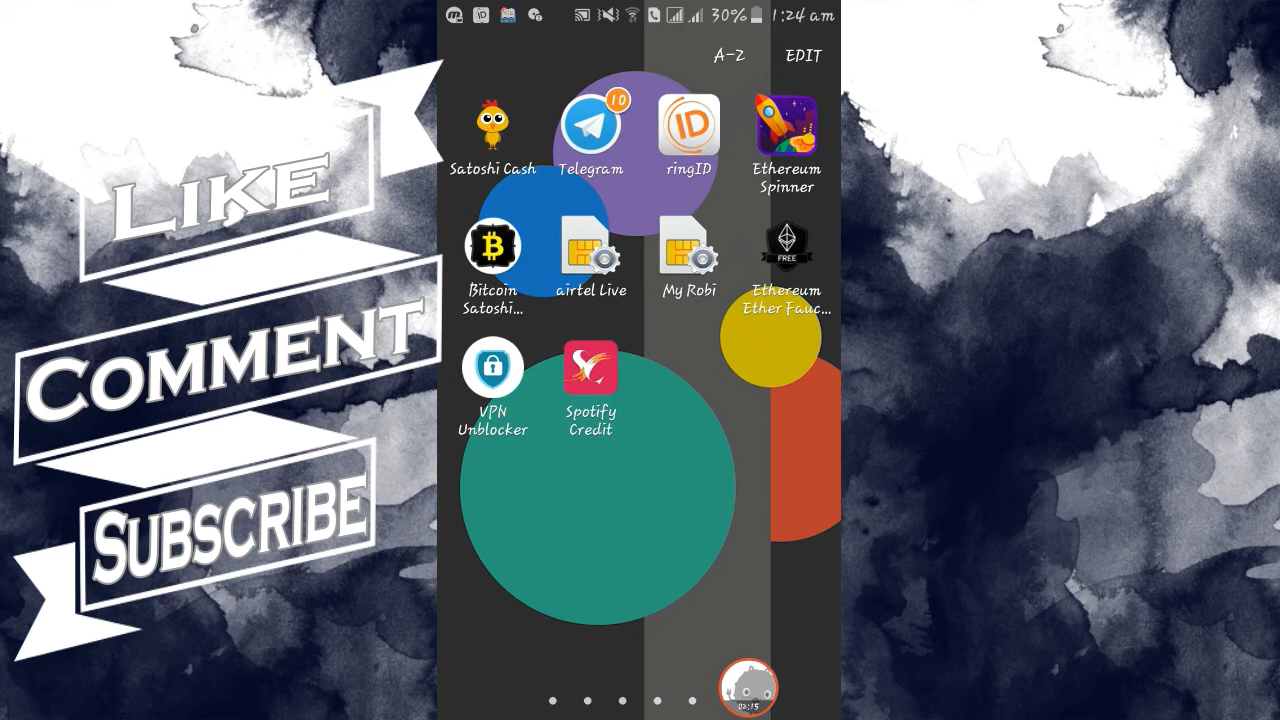 LIKE
COMMENT
SUBSCRIBE
30% 1:24 am
A-Z EDIT
10
ID
Satoshi Cash Telegram ringID Ethereum
Spinner
FREE
Bitcoin airtel Live My Robi Ethereum
Satoshi... Ether Fauc...
VPN Spotify
Unblocker Credit
02:15